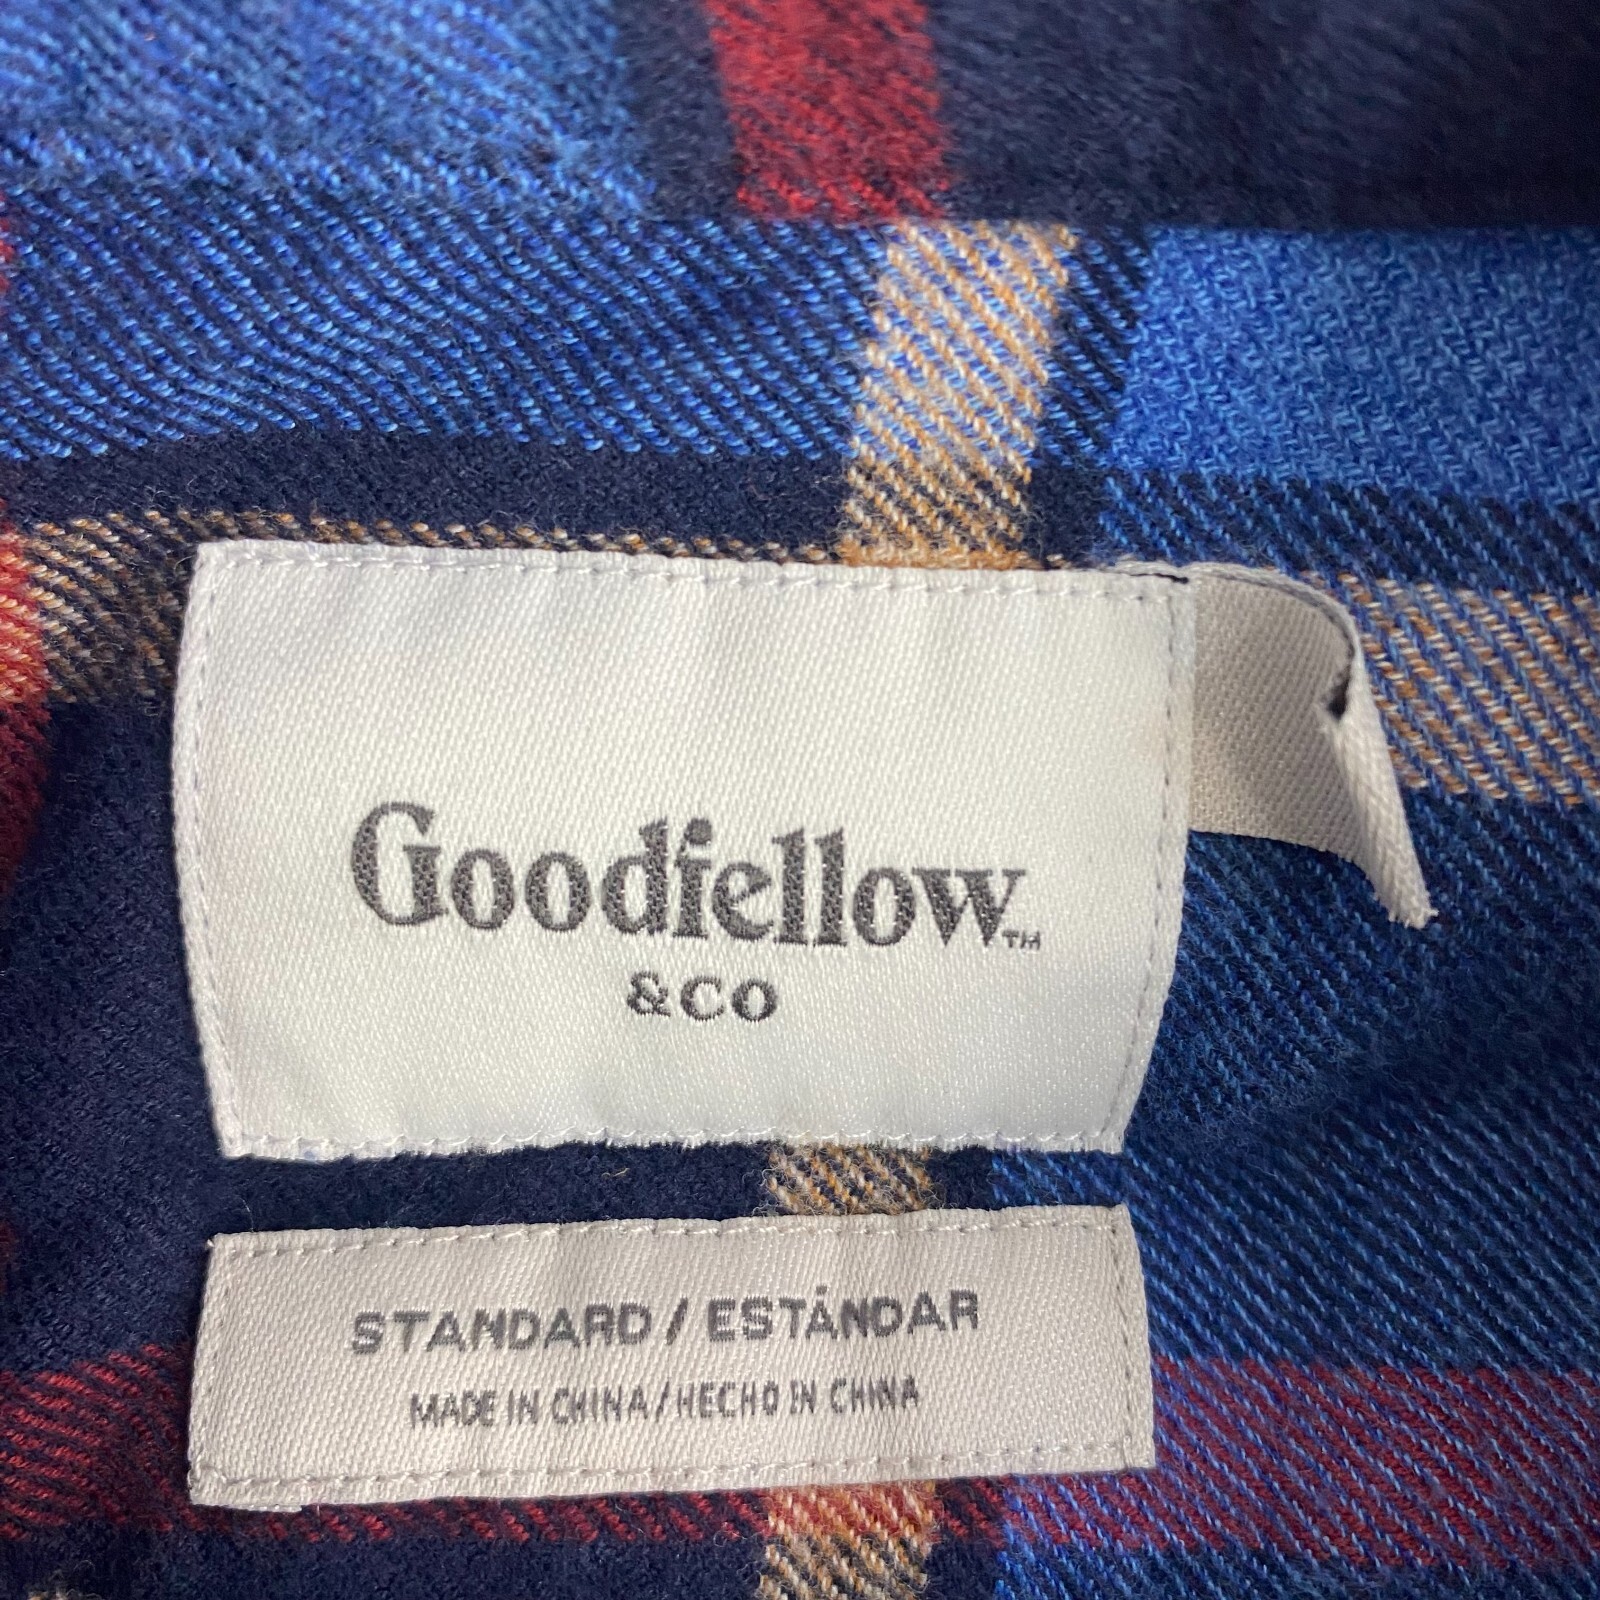 Goodfellow™
&CO
STANDARD / ESTÁNDAR
MADE IN CHINA/HECHO IN CHINA